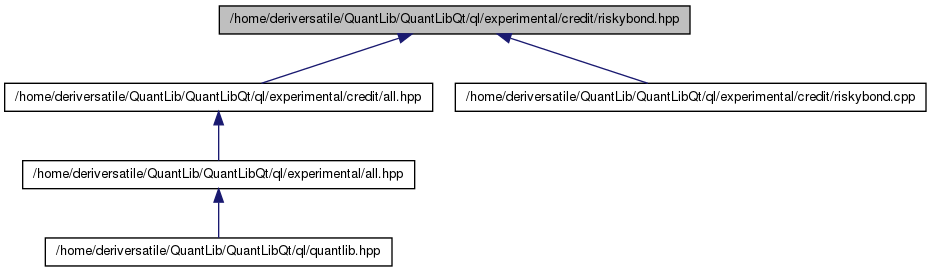 /home/deriversatile/QuantLib/QuantLibQt/ql/experimental/credit/riskybond.hpp
/home/deriversatile/QuantLib/QuantLibQt/ql/experimental/credit/all.hpp
/home/deriversatile/QuantLib/QuantLibQt/ql/experimental/credit/riskybond.cpp
/home/deriversatile/QuantLib/QuantLibQt/ql/experimental/all.hpp
/home/deriversatile/QuantLib/QuantLibQt/ql/quantlib.hpp